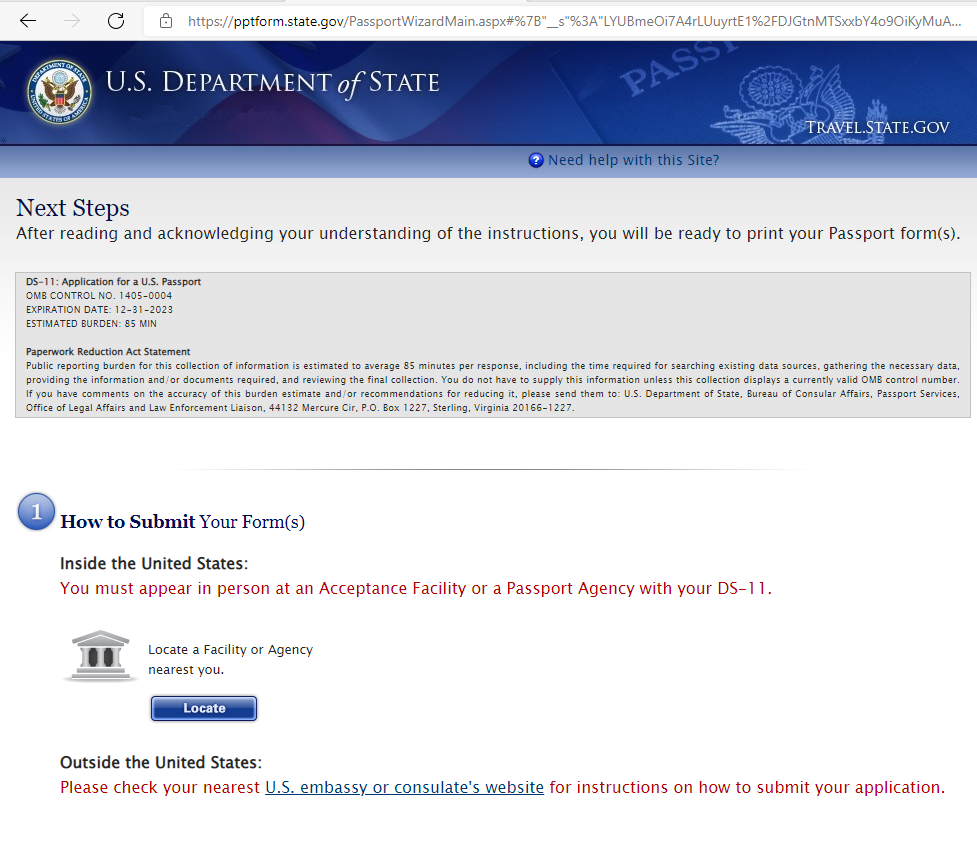 https://pptform.state.gov/PassportWizardMain.aspx#%7B"__s"%3A"LYUBmeOi7A4rLUuyrtE1%2FDJGtnMTSxxbY4o9OiKyMuA...
U.S. DEPARTMENT of STATE
PASSP
TRAVEL.STATE.GOV
? Need help with this Site?
Next Steps
After reading and acknowledging your understanding of the instructions, you will be ready to print your Passport form(s).
DS-11: Application for a U.S. Passport
OMB CONTROL NO. 1405-0004
EXPIRATION DATE: 12-31-2023
ESTIMATED BURDEN: 85 MIN
Paperwork Reduction Act Statement
Public reporting burden for this collection of information is estimated to average 85 minutes per response, including the time required for searching existing data sources, gathering the necessary data,
providing the information and/or documents required, and reviewing the final collection. You do not have to supply this information unless this collection displays a currently valid OMB control number.
If you have comments on the accuracy of this burden estimate and/or recommendations for reducing it, please send them to: U.S. Department of State, Bureau of Consular Affairs, Passport Services,
Office of Legal Affairs and Law Enforcement Liaison, 44132 Mercure Cir, P.O. Box 1227, Sterling, Virginia 20166-1227.
1 How to Submit Your Form(s)
Inside the United States:
You must appear in person at an Acceptance Facility or a Passport Agency with your DS-11.
Locate a Facility or Agency
nearest you.
Locate
Outside the United States:
Please check your nearest U.S. embassy or consulate's website for instructions on how to submit your application.